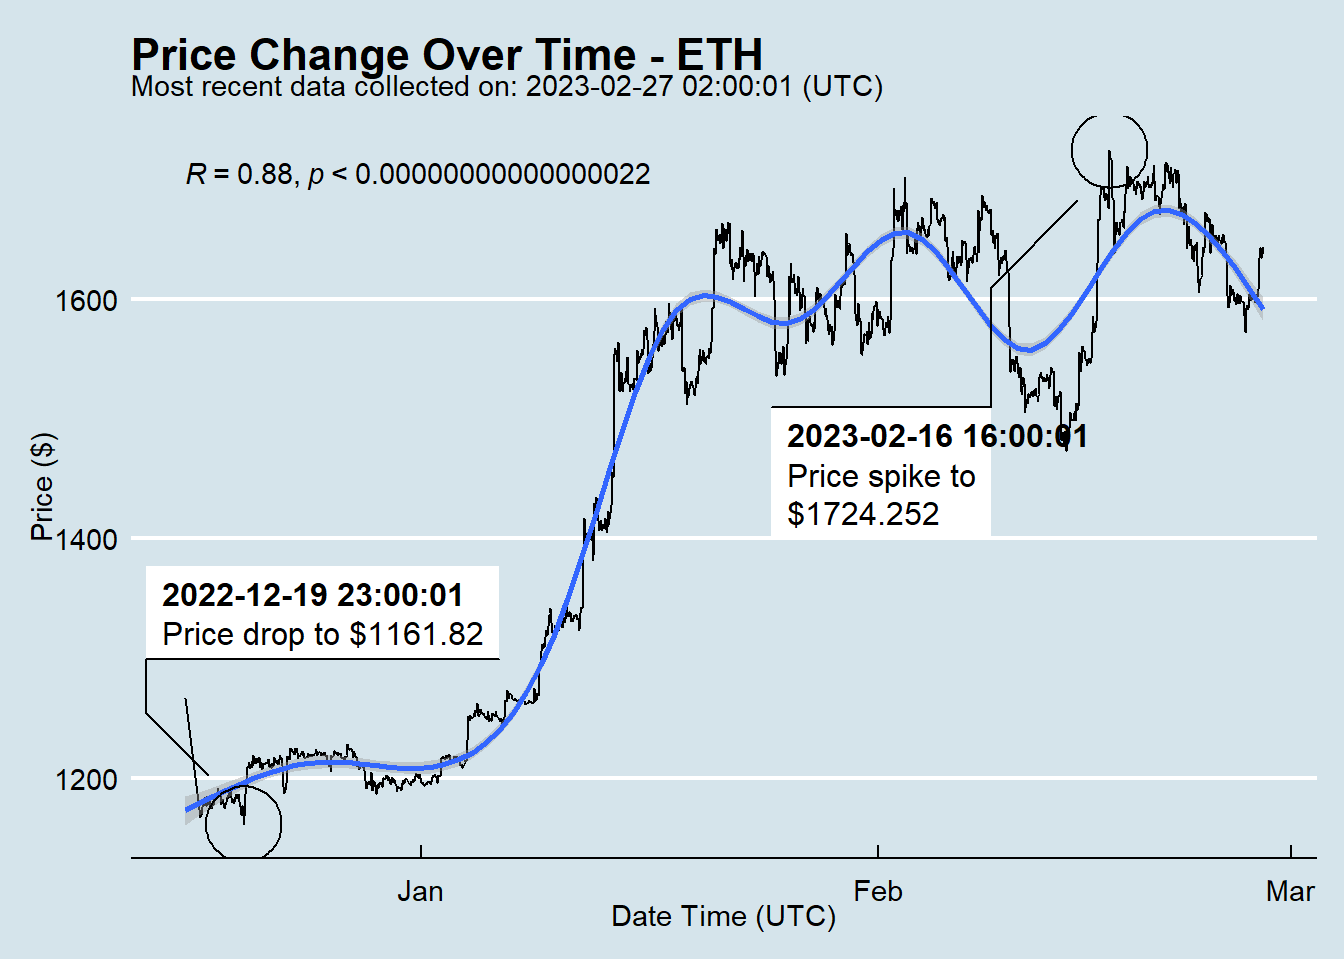 Price Change Over Time - ETH
Most recent data collected on: 2023-02-27 02:00:01 (UTC)
R = 0.88, p < 0.00000000000000022
1600
2023-02-16 16:00:01
Price spike to
$1724.252
Price ($)
1400
2022-12-19 23:00:01
Price drop to $1161.82
1200
Jan
Feb
Mar
Date Time (UTC)